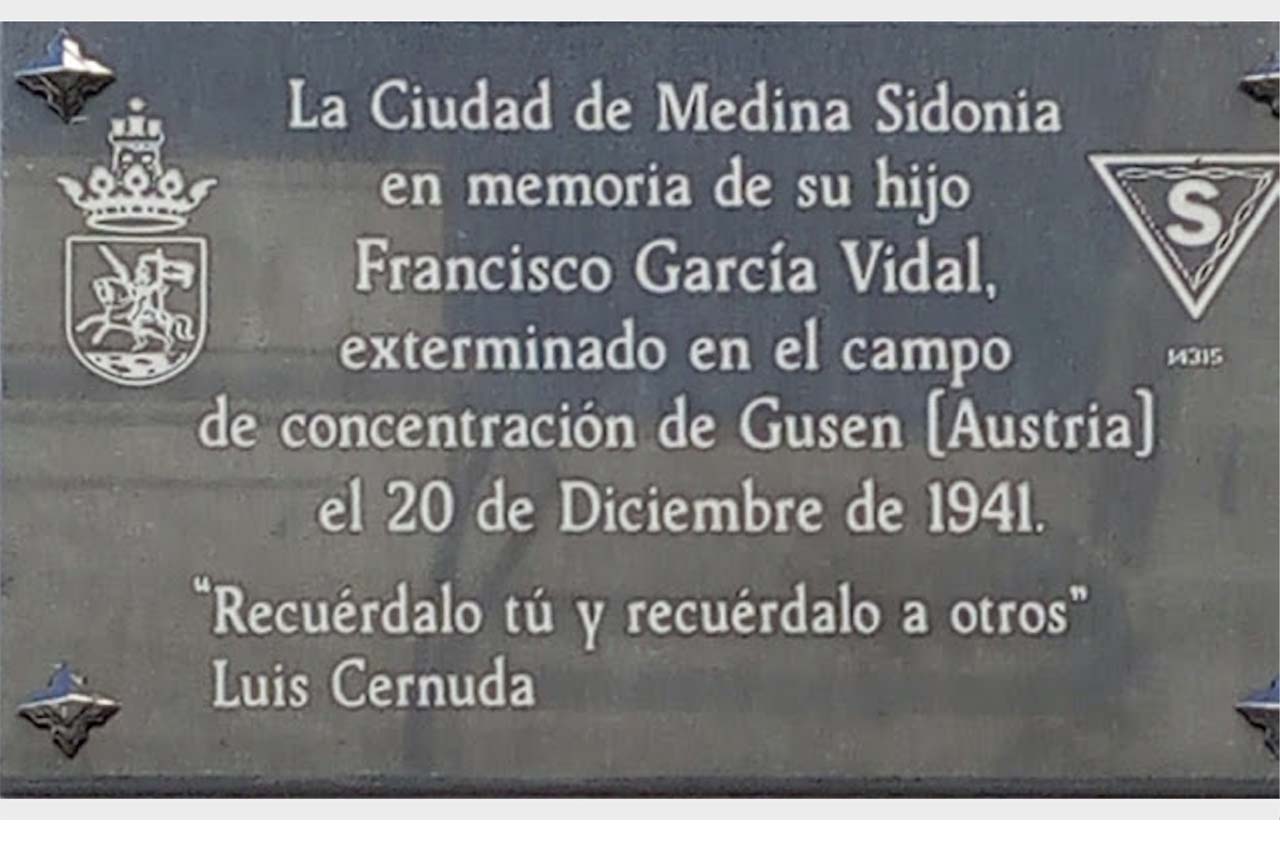 La Ciudad de Medina Sidonia
en memoria de su hijo
Francisco García Vidal,
exterminado en el campo
de concentración de Gusen (Austria)
el 20 de Diciembre de 1941.
"Recuérdalo tú y recuérdalo a otros"
Luis Cernuda
S
14315